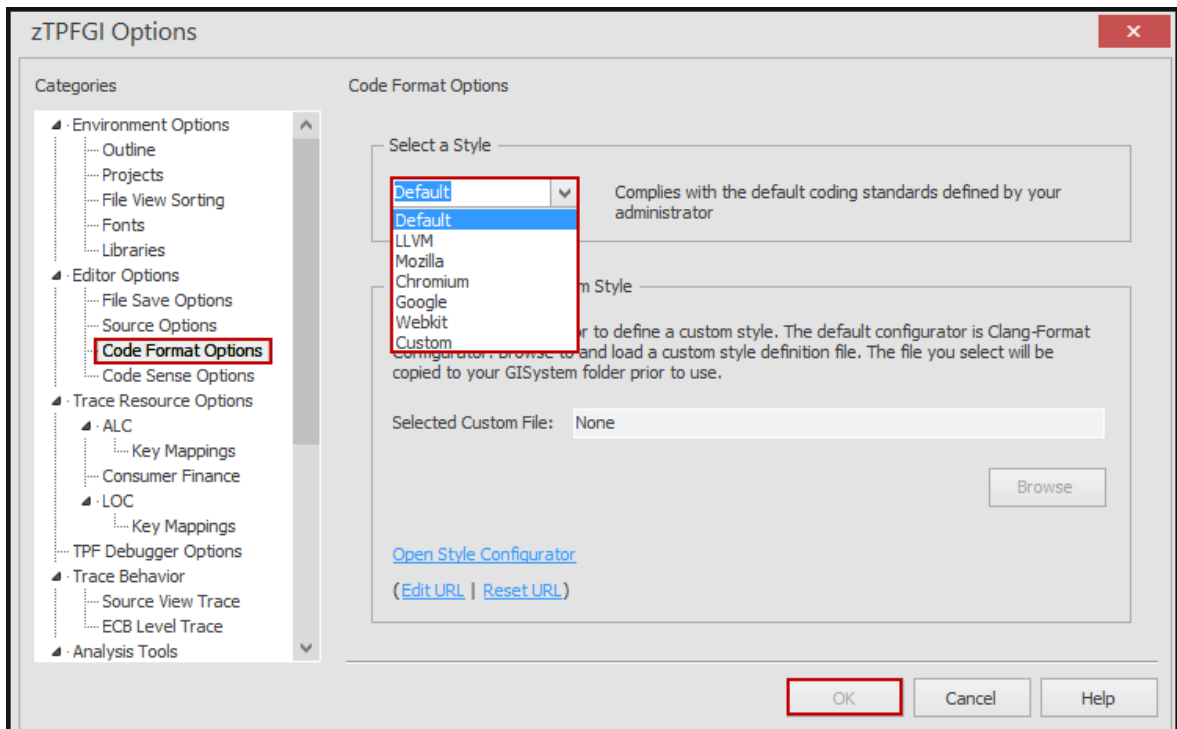 zTPFGI Options
Categories
Environment Options
Outline
Projects
File View Sorting
Fonts
Libraries
Editor Options
File Save Options
Source Options
Code Format Options
Code Sense Options
Trace Resource Options
ALC
Key Mappings
Consumer Finance
LOC
Key Mappings
TPF Debugger Options
Trace Behavior
Source View Trace
ECB Level Trace
Analysis Tools
Code Format Options
Select a Style
Default
Complies with the default coding standards defined by your
administrator
Default
LLVM
Mozilla
Chromium
Google
Webkit
Custom
Style
to define a custom style. The default configurator is Clang-Format
and load a custom style definition file. The file you select will be
copied to your GISystem folder prior to use.
Selected Custom File: None
Browse
Open Style Configurator
(Edit URL | Reset URL)
OK Cancel Help